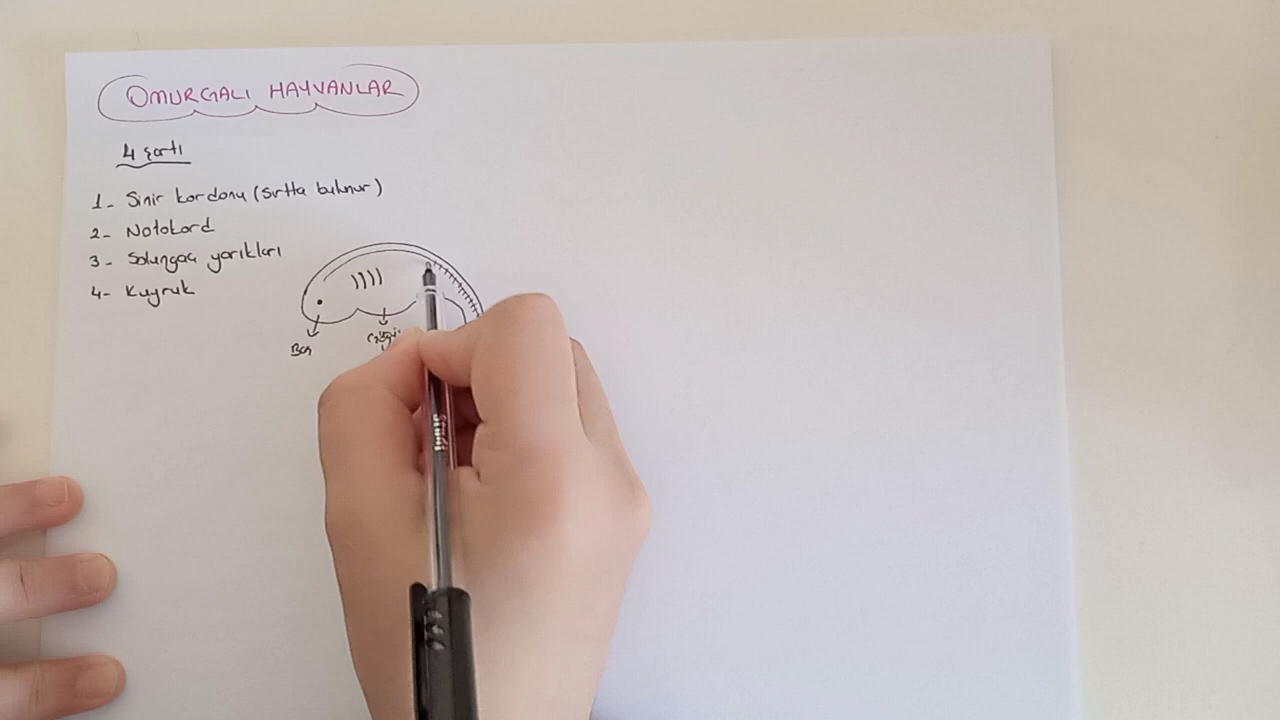 OMURGALI HAYVANLAR
4 şartı
1- Sinir kordonu (sırtta bulunur)
2- Notokord
3- Solungaç yarıkları
4- Kuyruk
Baş